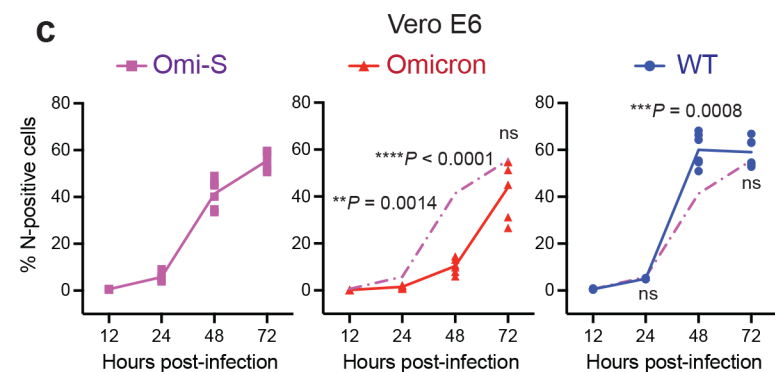 c
Vero E6
Omi-S
Omicron
WT
% N-positive cells
80
60
40
20
0
12 24 48 72
Hours post-infection
80
60
40
20
0
ns
****P < 0.0001
**P = 0.0014
12 24 48 72
Hours post-infection
80
60
40
20
0
***P = 0.0008
ns
ns
12 24 48 72
Hours post-infection